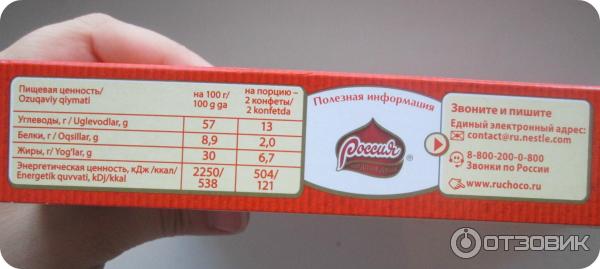 Пищевая ценность/
Ozuqaviy qiymati
на 100 г/
100 g ga
на порцию –
2 конфеты/
2 konfetda
Углеводы, г / Uglevodlar, g 57 13
Белки, г / Oqsillar, g 8,9 2,0
Жиры, г / Yog'lar, g 30 6,7
Энергетическая ценность, кДж /ккал/
Energetik quvvati, kDj/kkal
2250/
538
504/
121
Полезная информация
Россия
®
Звоните и пишите
Единый электронный адрес:
contact@ru.nestle.com
8-800-200-0-800
Звонки по России
www.ruchoco.ru
ОТЗОВИК